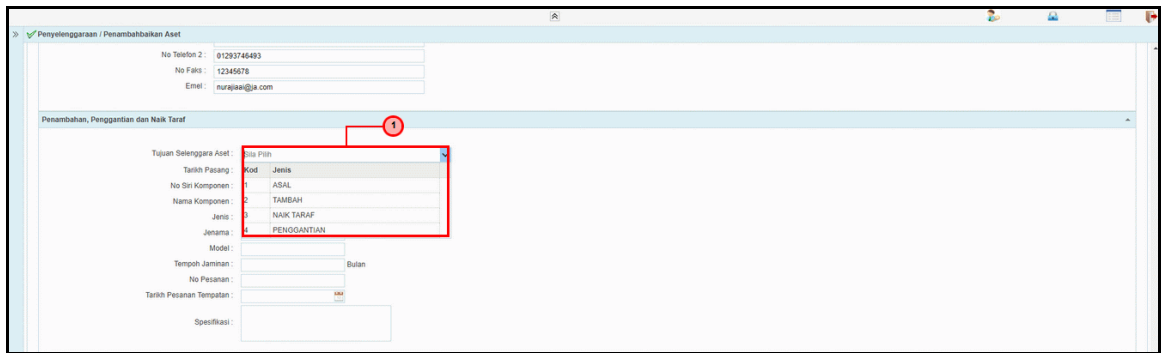 Penyelenggaraan / Penambahbaikan Aset
No Telefon 2 : 01293746493
No Faks : 12345678
Emel : nurajiaai@ja.com
Penambahan, Penggantian dan Naik Taraf
1
Tujuan Selenggara Aset : Sila Pilih
Tarikh Pasang : Kod Jenis
No Siri Komponen : 1 ASAL
Nama Komponen : 2 TAMBAH
Jenis : 3 NAIK TARAF
Jenama : 4 PENGGANTIAN
Model :
Tempoh Jaminan : Bulan
No Pesanan :
Tarikh Pesanan Tempatan :
Spesifikasi :